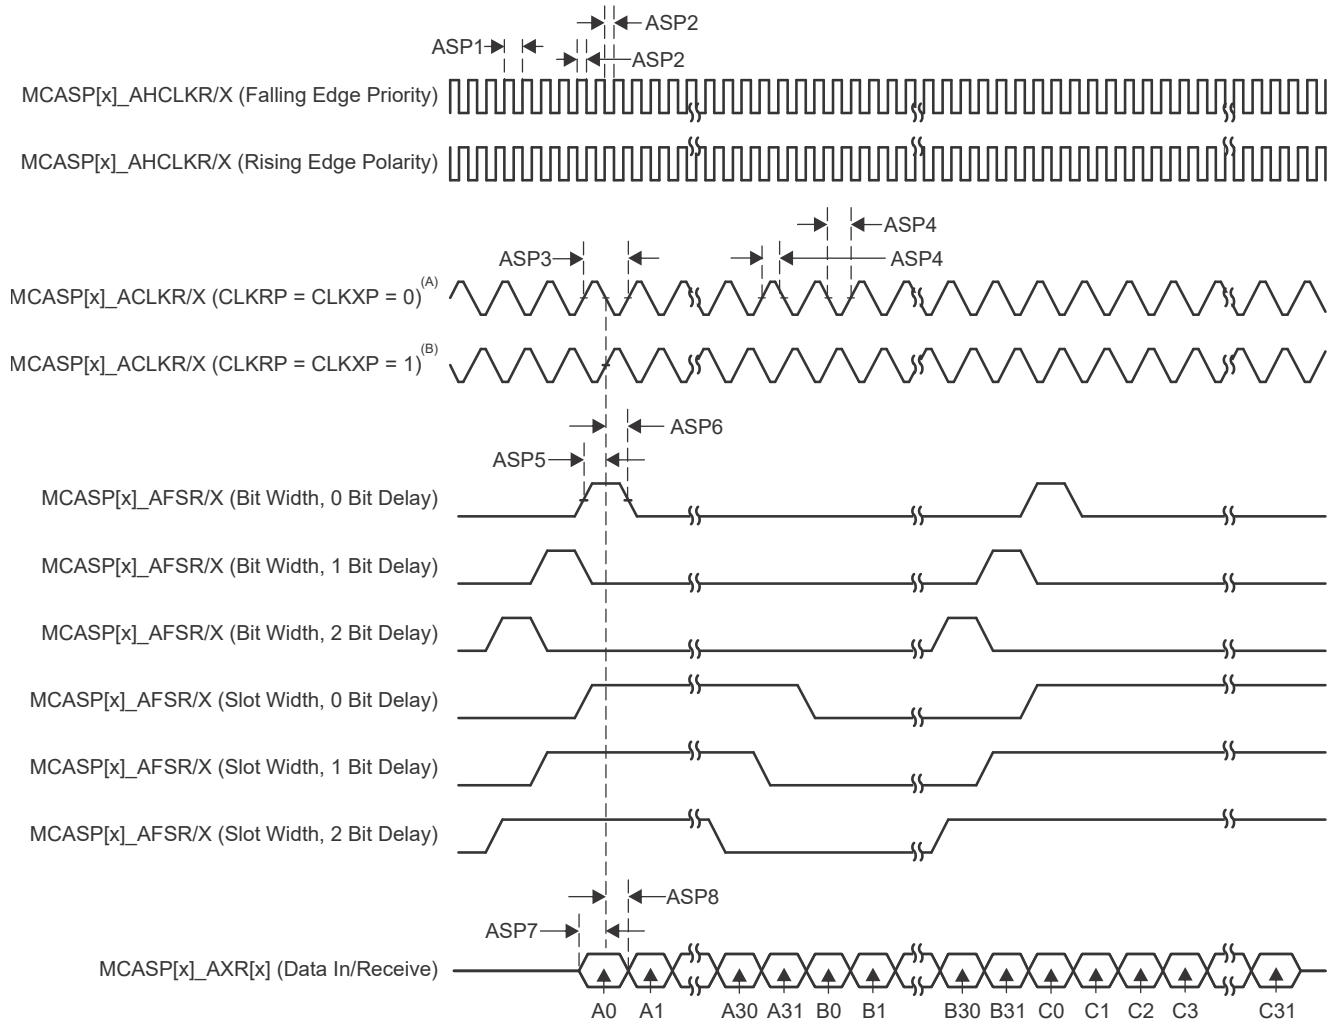 ASP2
ASP1
ASP2
MCASP[x]_AHCLKR/X (Falling Edge Priority)
MCASP[x]_AHCLKR/X (Rising Edge Polarity)
ASP4
ASP3
ASP4
MCASP[x]_ACLKR/X (CLKRP = CLKXP = 0)(A)
MCASP[x]_ACLKR/X (CLKRP = CLKXP = 1)(B)
ASP6
ASP5
MCASP[x]_AFSR/X (Bit Width, 0 Bit Delay)
MCASP[x]_AFSR/X (Bit Width, 1 Bit Delay)
MCASP[x]_AFSR/X (Bit Width, 2 Bit Delay)
MCASP[x]_AFSR/X (Slot Width, 0 Bit Delay)
MCASP[x]_AFSR/X (Slot Width, 1 Bit Delay)
MCASP[x]_AFSR/X (Slot Width, 2 Bit Delay)
ASP8
ASP7
MCASP[x]_AXR[x] (Data In/Receive)
A0 A1 A30 A31 B0 B1 B30 B31 C0 C1 C2 C3 C31